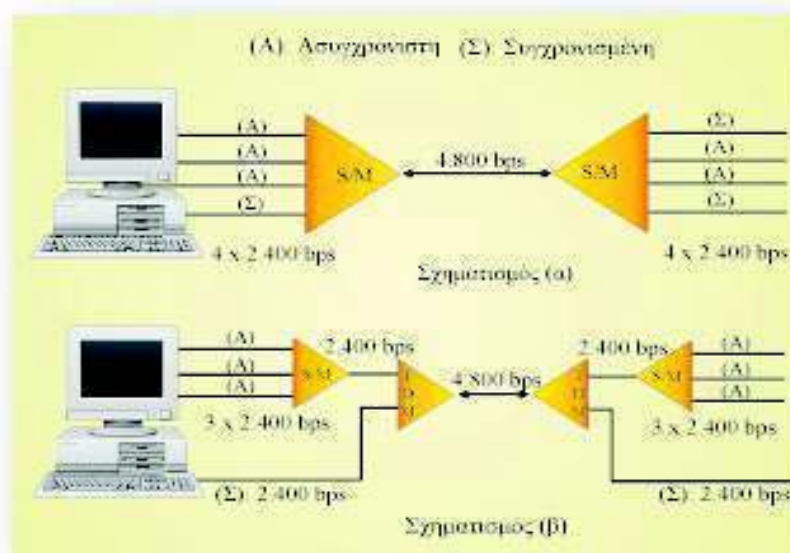 (Α) Ασυγχρόνιστη (Σ) Συγχρονισμένη
(Α)
(Α)
(Α)
(Σ)
S/M
4.800 bps
S/M
(Σ)
(Α)
(Α)
(Σ)
4 x 2.400 bps
4 x 2.400 bps
Σχηματισμός (α)
(Α)
(Α)
(Α)
2.400 bps
S/M
T D M
4.800 bps
T D M
2.400 bps
S/M
(Α)
(Α)
(Α)
3 x 2.400 bps
3 x 2.400 bps
(Σ) 2.400 bps
(Σ) 2.400 bps
Σχηματισμός (β)